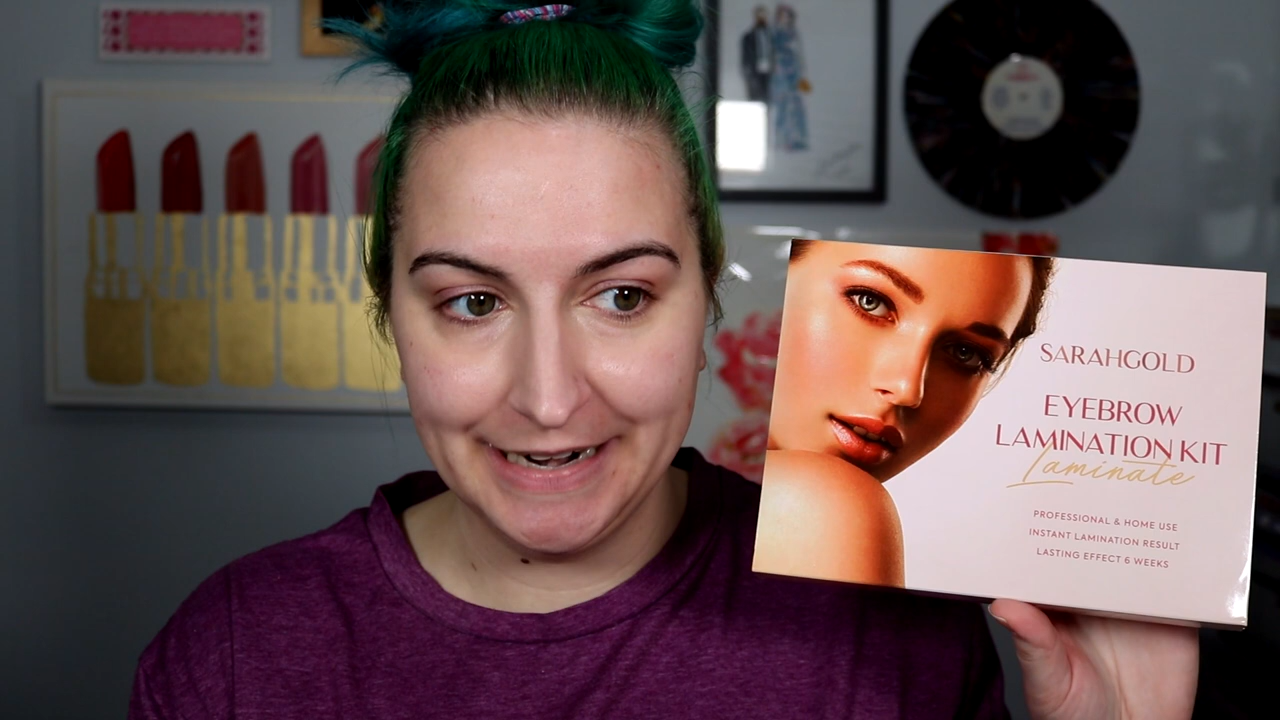 SARAHGOLD
EYEBROW
LAMINATION KIT
Laminate
PROFESSIONAL & HOME USE
INSTANT LAMINATION RESULT
LASTING EFFECT 6 WEEKS